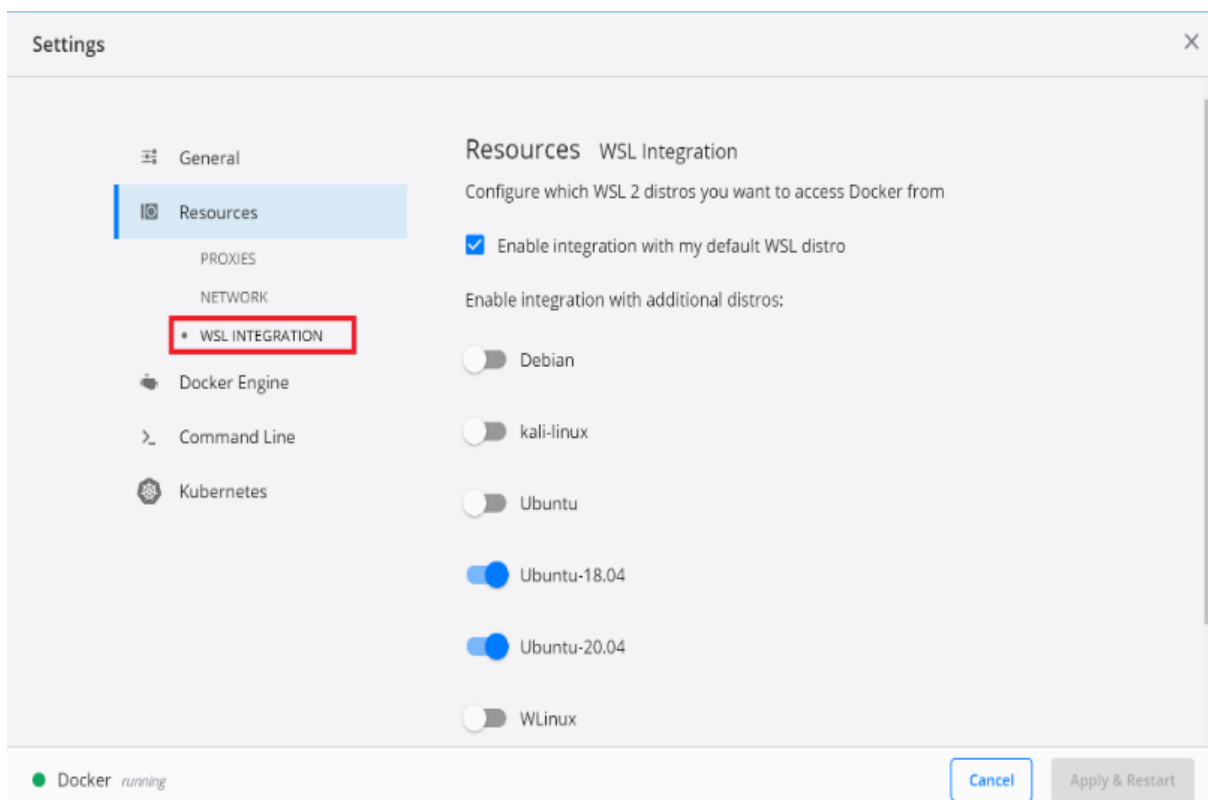 Settings
General
Resources
PROXIES
NETWORK
WSL INTEGRATION
Docker Engine
Command Line
Kubernetes
Resources WSL Integration
Configure which WSL 2 distros you want to access Docker from
Enable integration with my default WSL distro
Enable integration with additional distros:
Debian
kali-linux
Ubuntu
Ubuntu-18.04
Ubuntu-20.04
WLinux
Docker running
Cancel
Apply & Restart